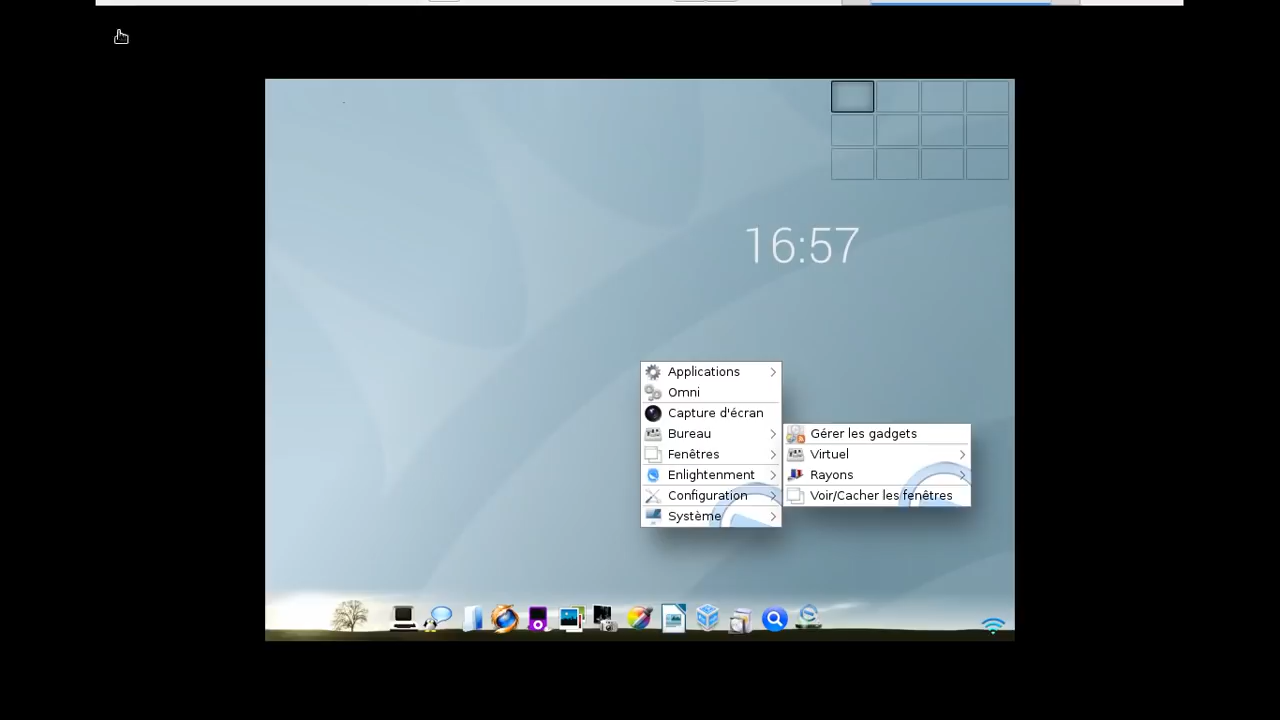 16:57
Applications
Omni
Capture d'écran
Bureau
Fenêtres
Enlightenment
Configuration
Système
Gérer les gadgets
Virtuel
Rayons
Voir/Cacher les fenêtres